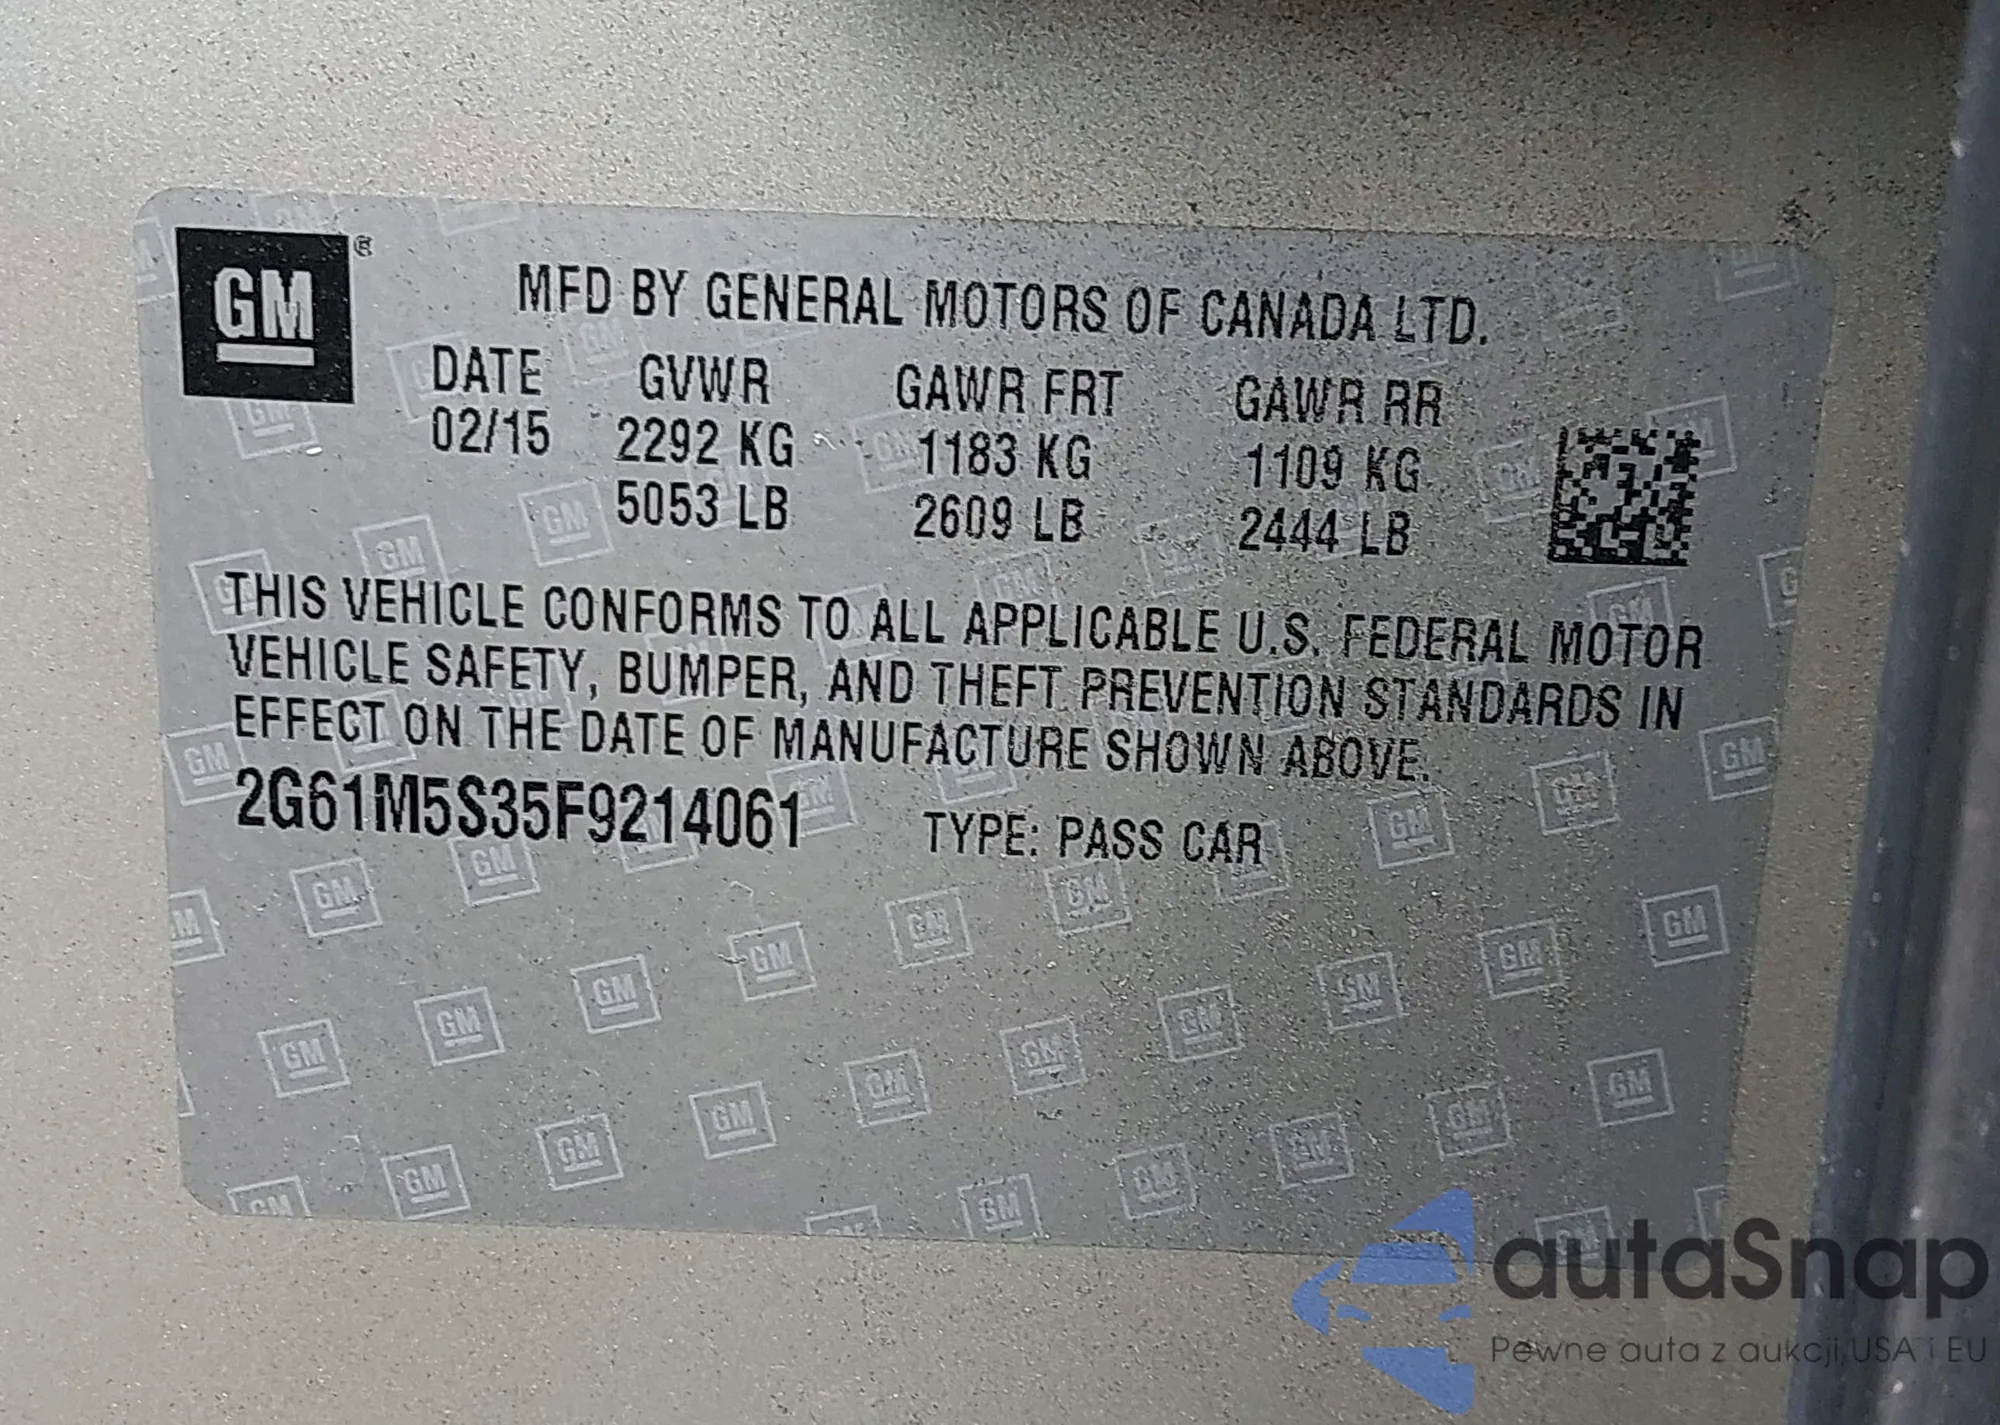 GM ®
MFD BY GENERAL MOTORS OF CANADA LTD.
DATE GVWR GAWR FRT GAWR RR
02/15 2292 KG 1183 KG 1109 KG
5053 LB 2609 LB 2444 LB
THIS VEHICLE CONFORMS TO ALL APPLICABLE U.S. FEDERAL MOTOR
VEHICLE SAFETY, BUMPER, AND THEFT PREVENTION STANDARDS IN
EFFECT ON THE DATE OF MANUFACTURE SHOWN ABOVE.
2G61M5S35F9214061 TYPE: PASS CAR
autaSnap
Pewne auta z aukcji USA i EU